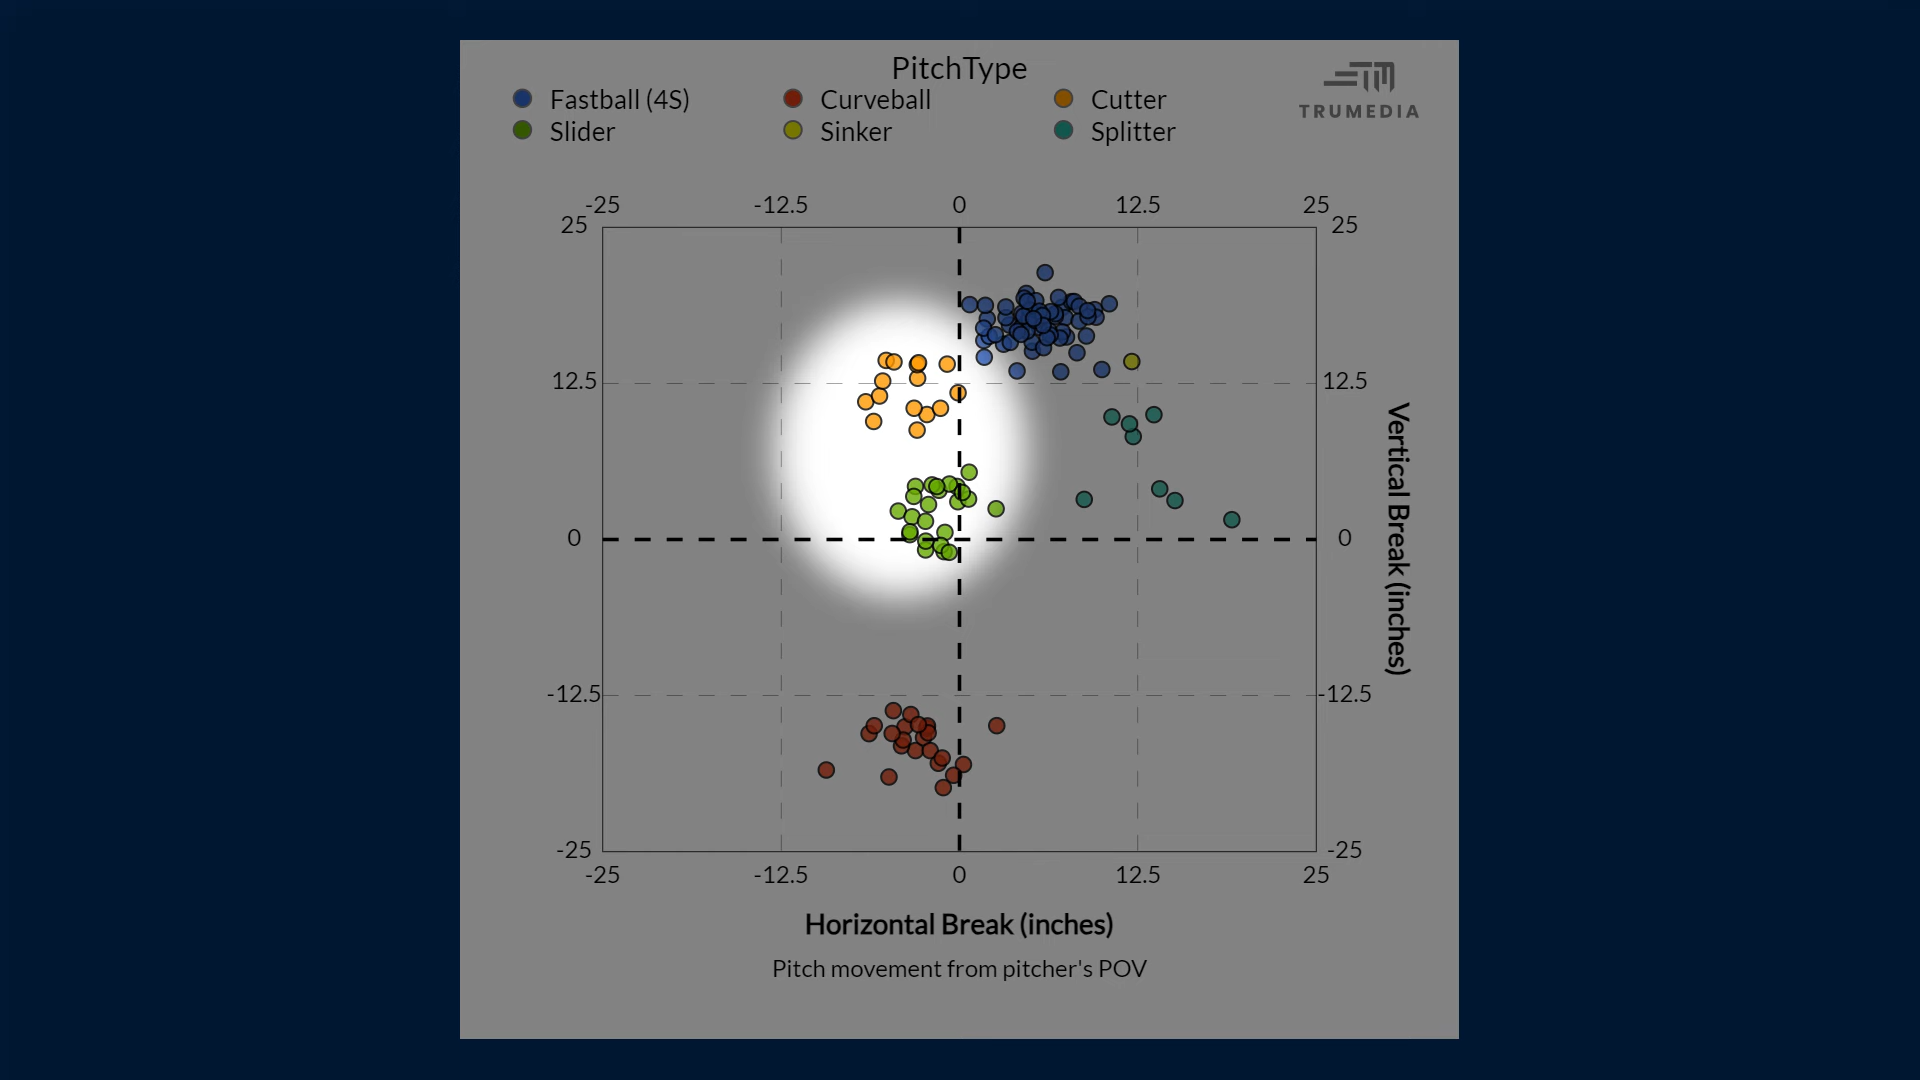 PitchType
Fastball (4S) Curveball Cutter
Slider Sinker Splitter
TRUMEDIA
-25 -12.5 0 12.5 25
25 25
12.5 12.5
0 0
-12.5 -12.5
-25 -25
Vertical Break (inches)
-25 -12.5 0 12.5 25
Horizontal Break (inches)
Pitch movement from pitcher's POV